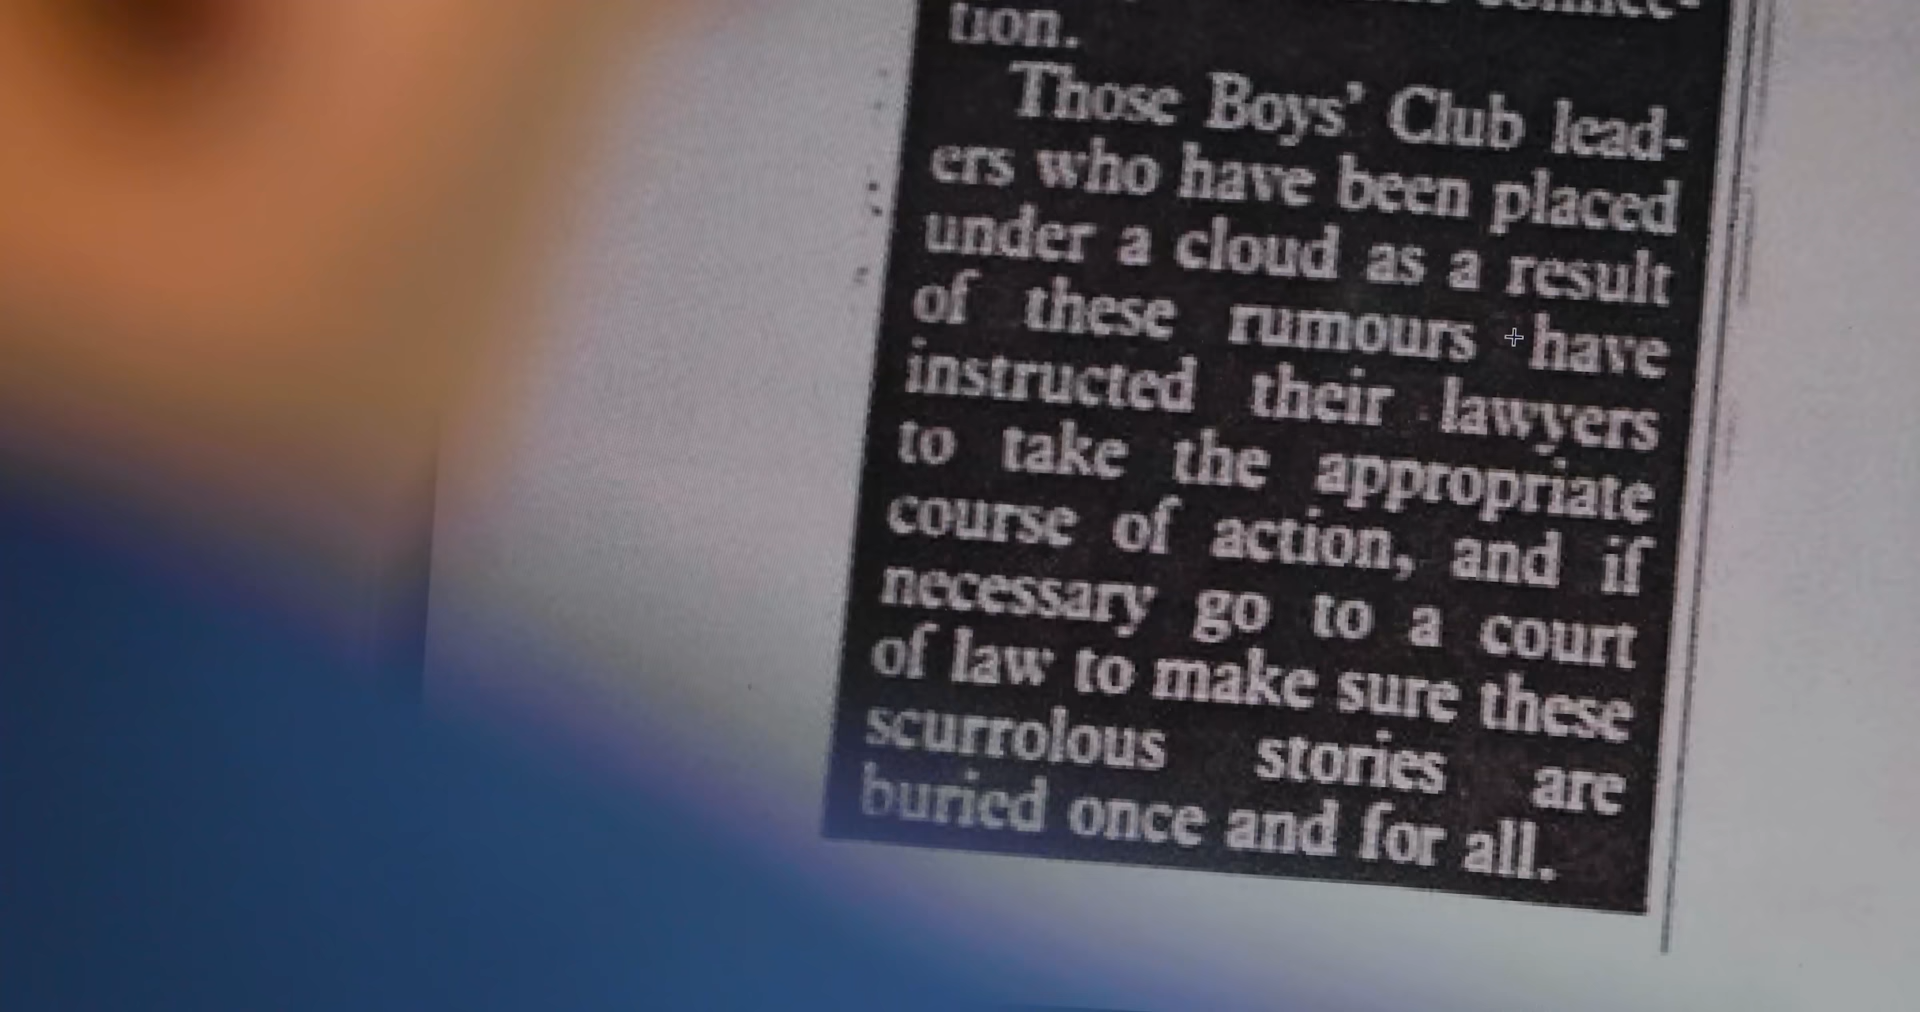 tion.
Those Boys' Club lead-
ers who have been placed
under a cloud as a result
of these rumours have
instructed their lawyers
to take the appropriate
course of action, and if
necessary go to a court
of law to make sure these
scurrolous stories are
buried once and for all.